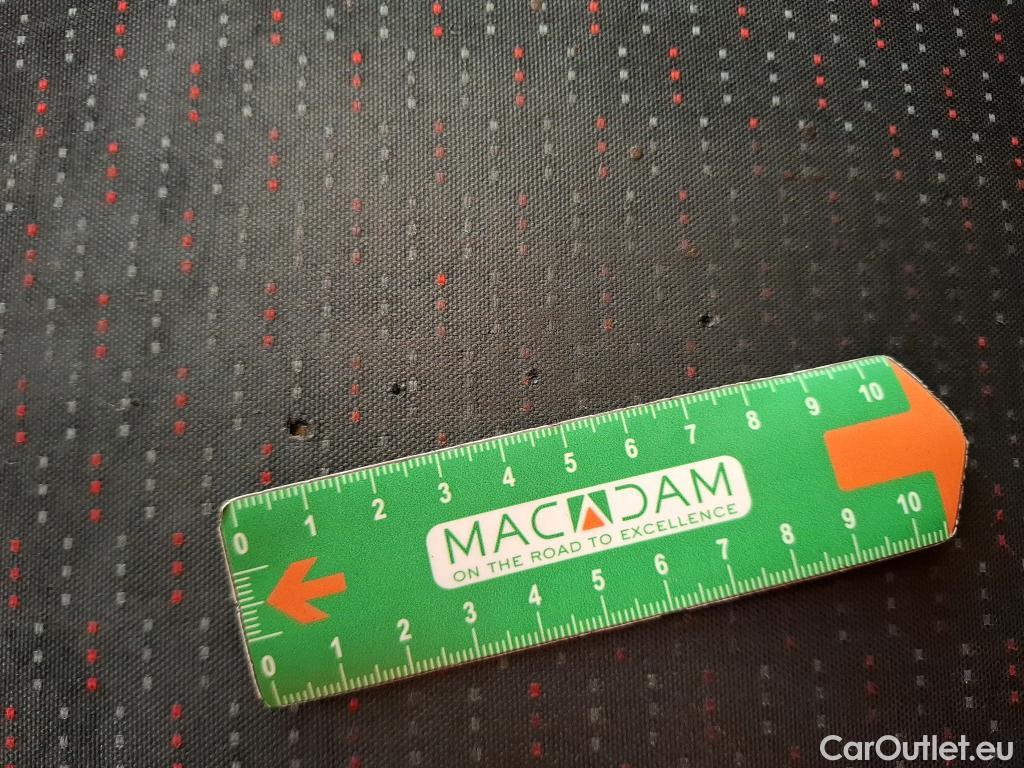 0 1 2 3 4 5 6 7 8 9 10
MACADAM
ON THE ROAD TO EXCELLENCE
0 1 2 3 4 5 6 7 8 9 10
CarOutlet.eu